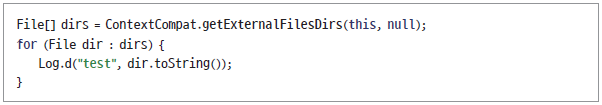 File[] dirs = ContextCompat.getExternalFilesDirs(this, null);
for (File dir : dirs) {
    Log.d("test", dir.toString());
}